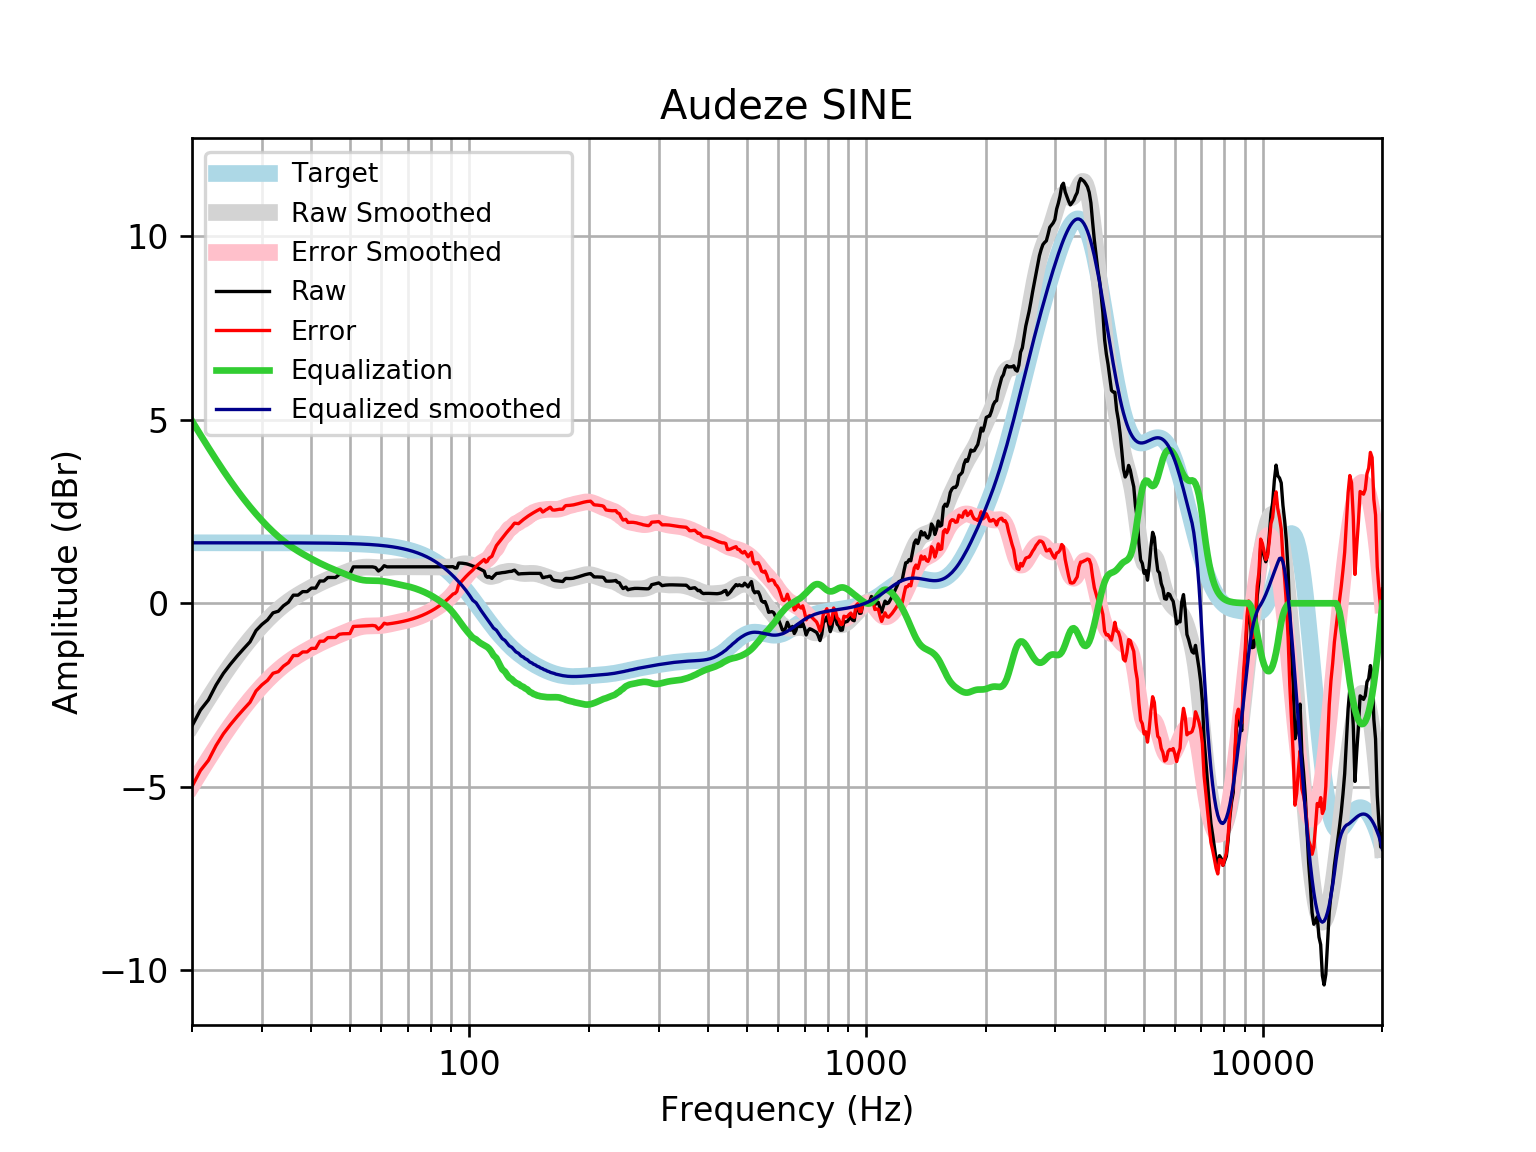 Audeze SINE
Target
Raw Smoothed
Error Smoothed
Raw
Error
Equalization
Equalized smoothed
10
5
0
−5
−10
Amplitude (dBr)
100
1000
10000
Frequency (Hz)